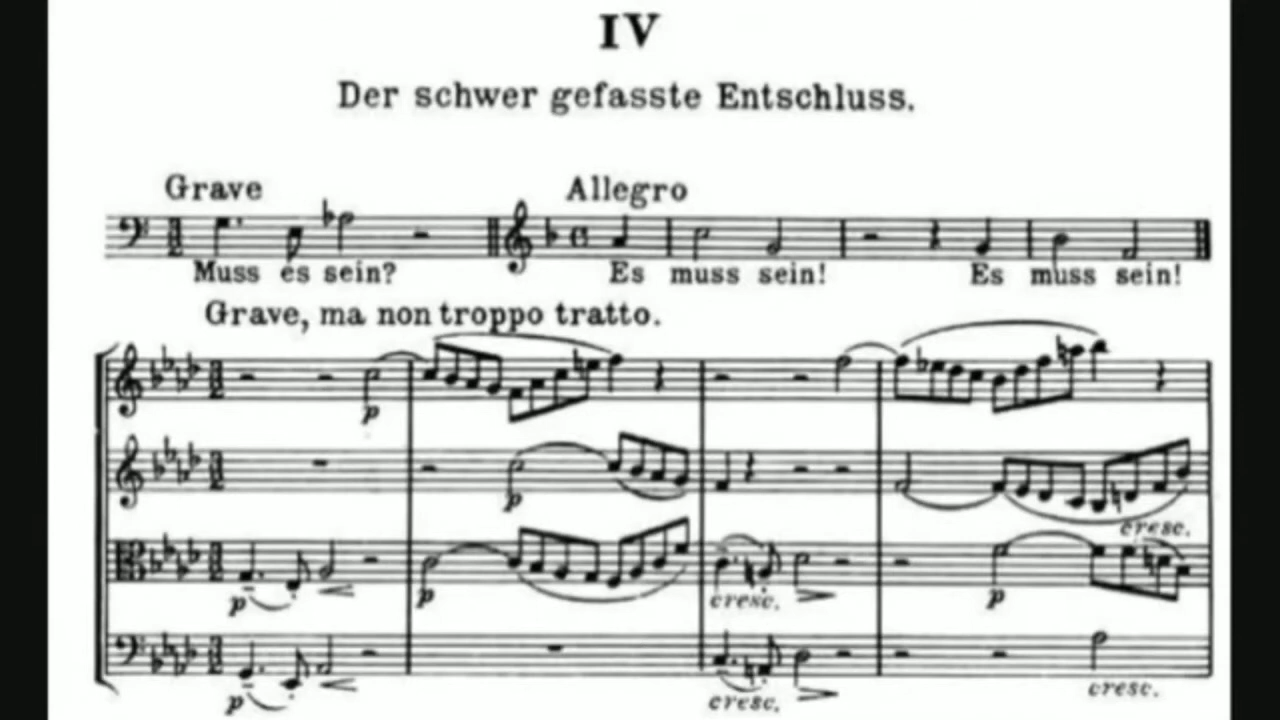 IV
Der schwer gefasste Entschluss.
Grave Allegro
Muss es sein? Es muss sein! Es muss sein!
Grave, ma non troppo tratto.
p
p cresc.
p p cresc. p
p cresc. cresc.